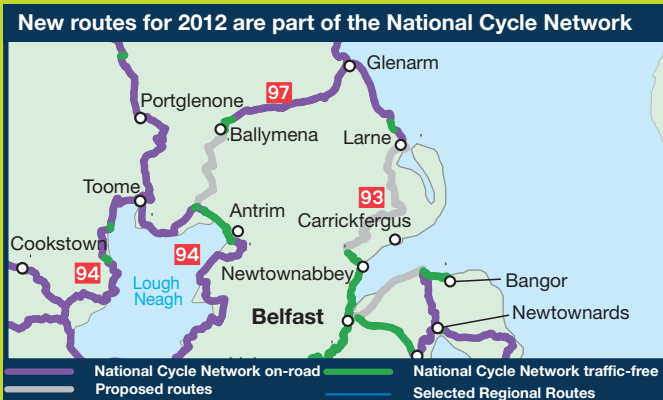 New routes for 2012 are part of the National Cycle Network
Glenarm
97
Portglenone
Ballymena
Larne
Toome
93
Antrim
Carrickfergus
Cookstown
94
94
Lough
Neagh
Newtownabbey
Bangor
Belfast
Newtownards
National Cycle Network on-road
National Cycle Network traffic-free
Proposed routes
Selected Regional Routes